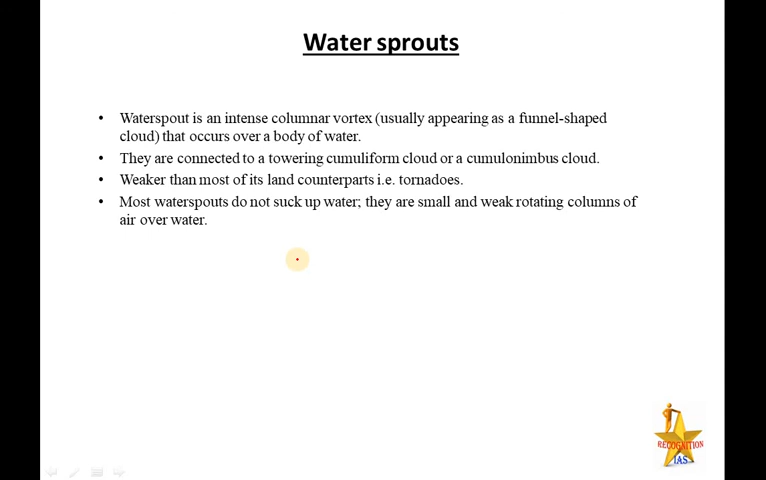 Water sprouts
• Waterspout is an intense columnar vortex (usually appearing as a funnel-shaped
cloud) that occurs over a body of water.
• They are connected to a towering cumuliform cloud or a cumulonimbus cloud.
• Weaker than most of its land counterparts i.e. tornadoes.
• Most waterspouts do not suck up water; they are small and weak rotating columns of
air over water.
RECOGNITION
IAS